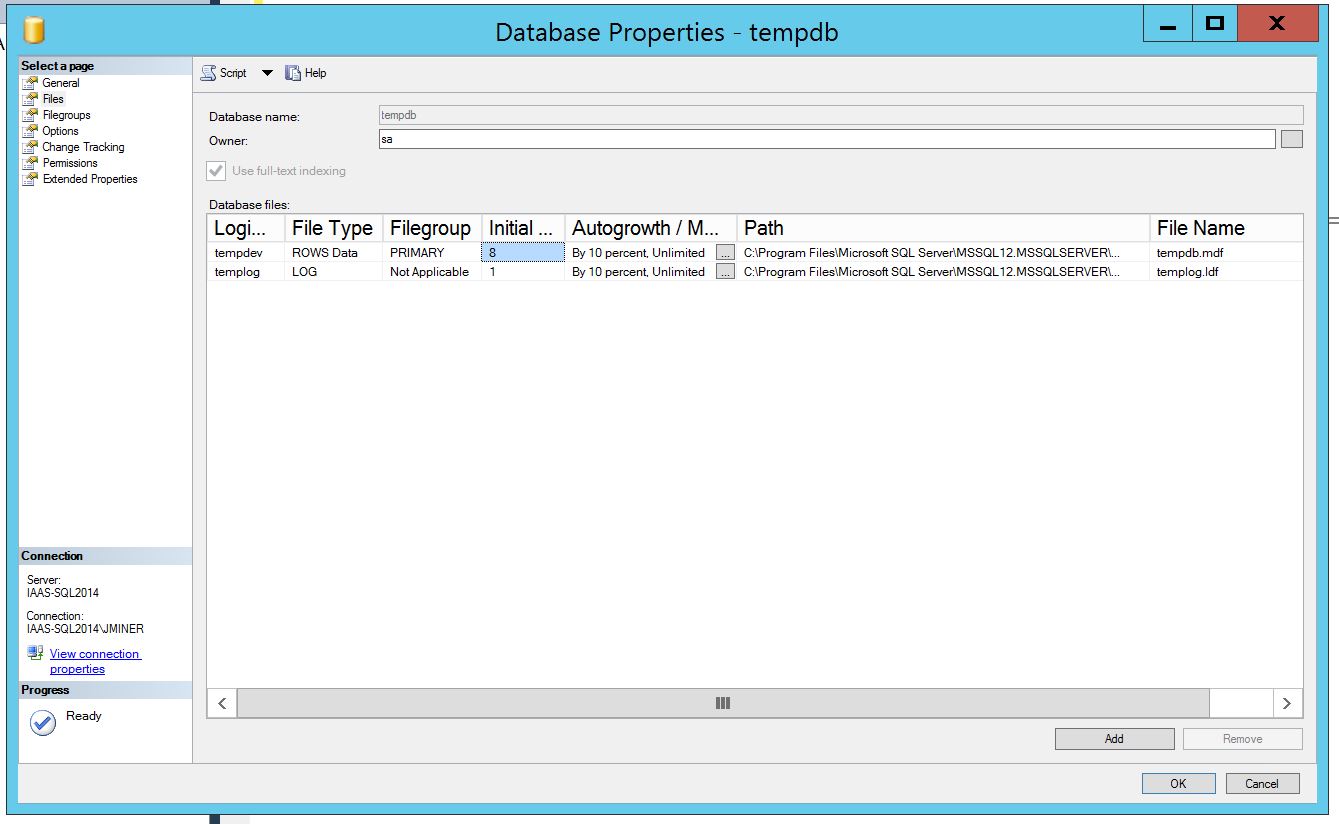 Database Properties - tempdb
Select a page
General
Files
Filegroups
Options
Change Tracking
Permissions
Extended Properties
Script
Help
Database name:
tempdb
Owner:
sa
Use full-text indexing
Database files:
Logi... File Type Filegroup Initial ... Autogrowth / M... Path File Name
tempdev ROWS Data PRIMARY 8 By 10 percent, Unlimited ... C:\Program Files\Microsoft SQL Server\MSSQL12.MSSQLSERVER\... tempdb.mdf
templog LOG Not Applicable 1 By 10 percent, Unlimited ... C:\Program Files\Microsoft SQL Server\MSSQL12.MSSQLSERVER\... templog.ldf
Connection
Server:
IAAS-SQL2014
Connection:
IAAS-SQL2014\JMINER
View connection
properties
Progress
Ready
Add
Remove
OK
Cancel